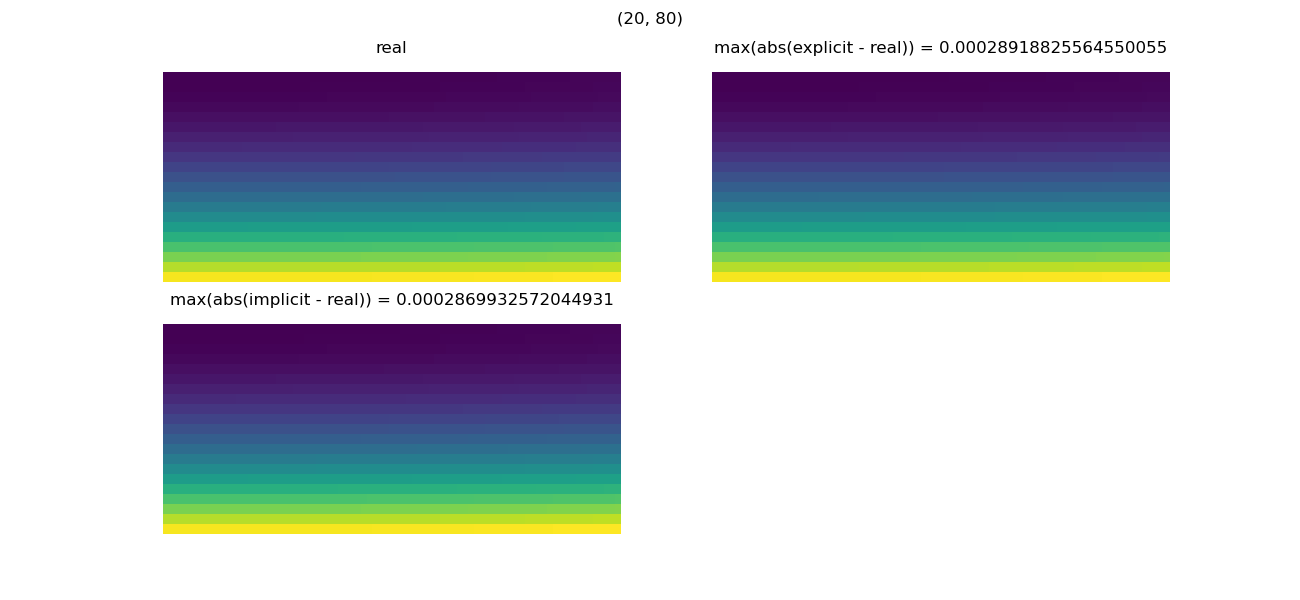 (20, 80)
real
max(abs(explicit - real)) = 0.00028918825564550055
max(abs(implicit - real)) = 0.0002869932572044931